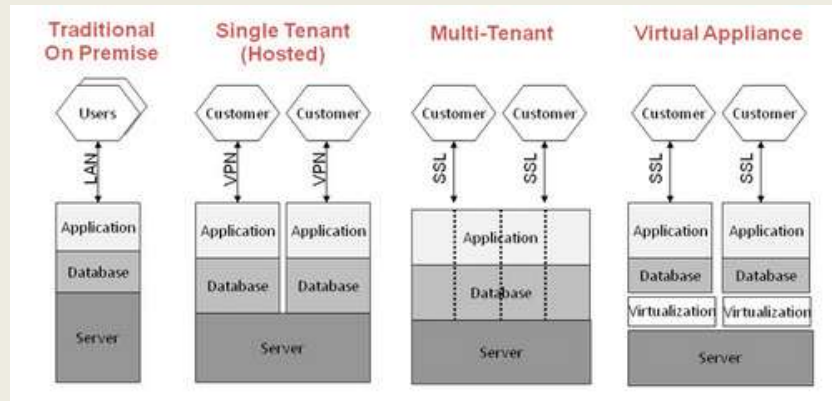 Traditional
On Premise
Users
LAN
Application
Database
Server
Single Tenant
(Hosted)
Customer
Customer
VPN
VPN
Application
Application
Database
Database
Server
Multi-Tenant
Customer
Customer
SSL
SSL
Application
Database
Server
Virtual Appliance
Customer
Customer
SSL
SSL
Application
Application
Database
Database
Virtualization
Virtualization
Server